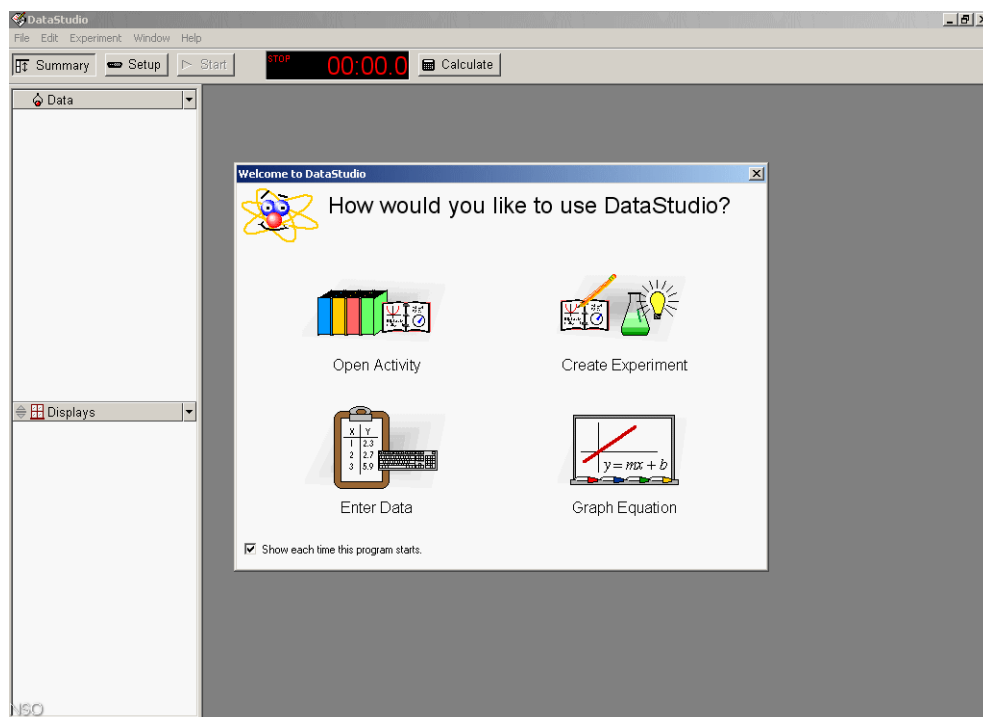 DataStudio
File Edit Experiment Window Help
Summary Setup Start STOP 00:00.0 Calculate
Data
Welcome to DataStudio
How would you like to use DataStudio?
Open Activity
Create Experiment
Displays
X Y
1 2.3
2 2.7
3 5.9
y = mx + b
Enter Data
Graph Equation
Show each time this program starts.
NSO